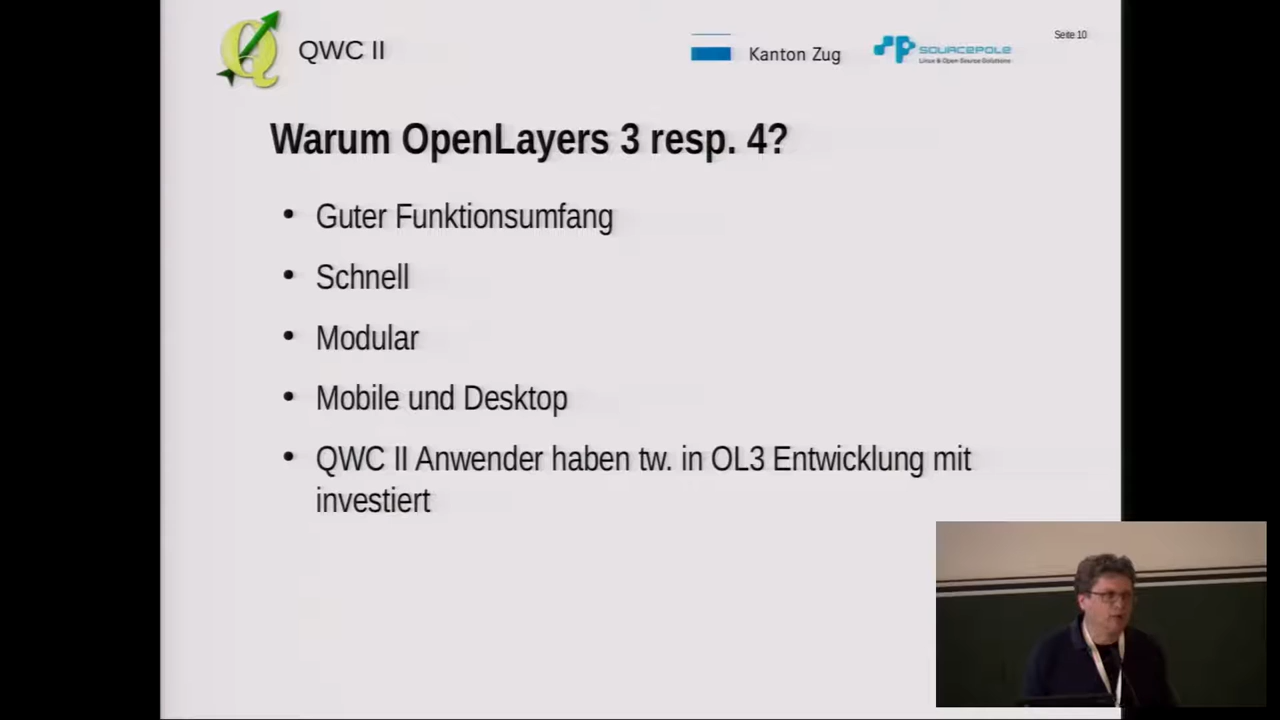 QWC II
Kanton Zug
SOURCEPOLE
Linux & Open Source Solutions
Seite 10
Warum OpenLayers 3 resp. 4?
• Guter Funktionsumfang
• Schnell
• Modular
• Mobile und Desktop
• QWC II Anwender haben tw. in OL3 Entwicklung mit
investiert